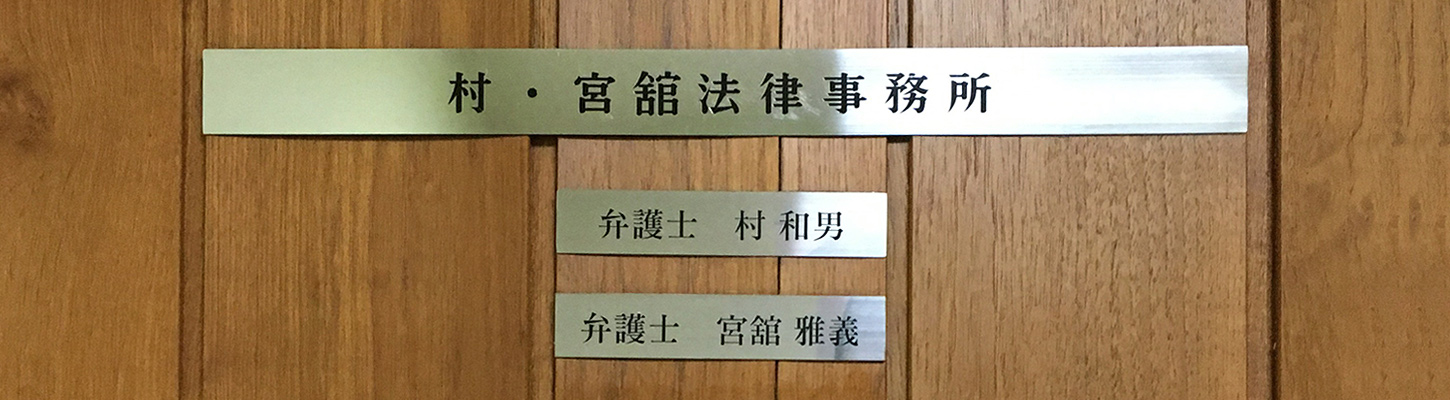 村・宮舘法律事務所
弁護士　村 和男
弁護士　宮舘 雅義